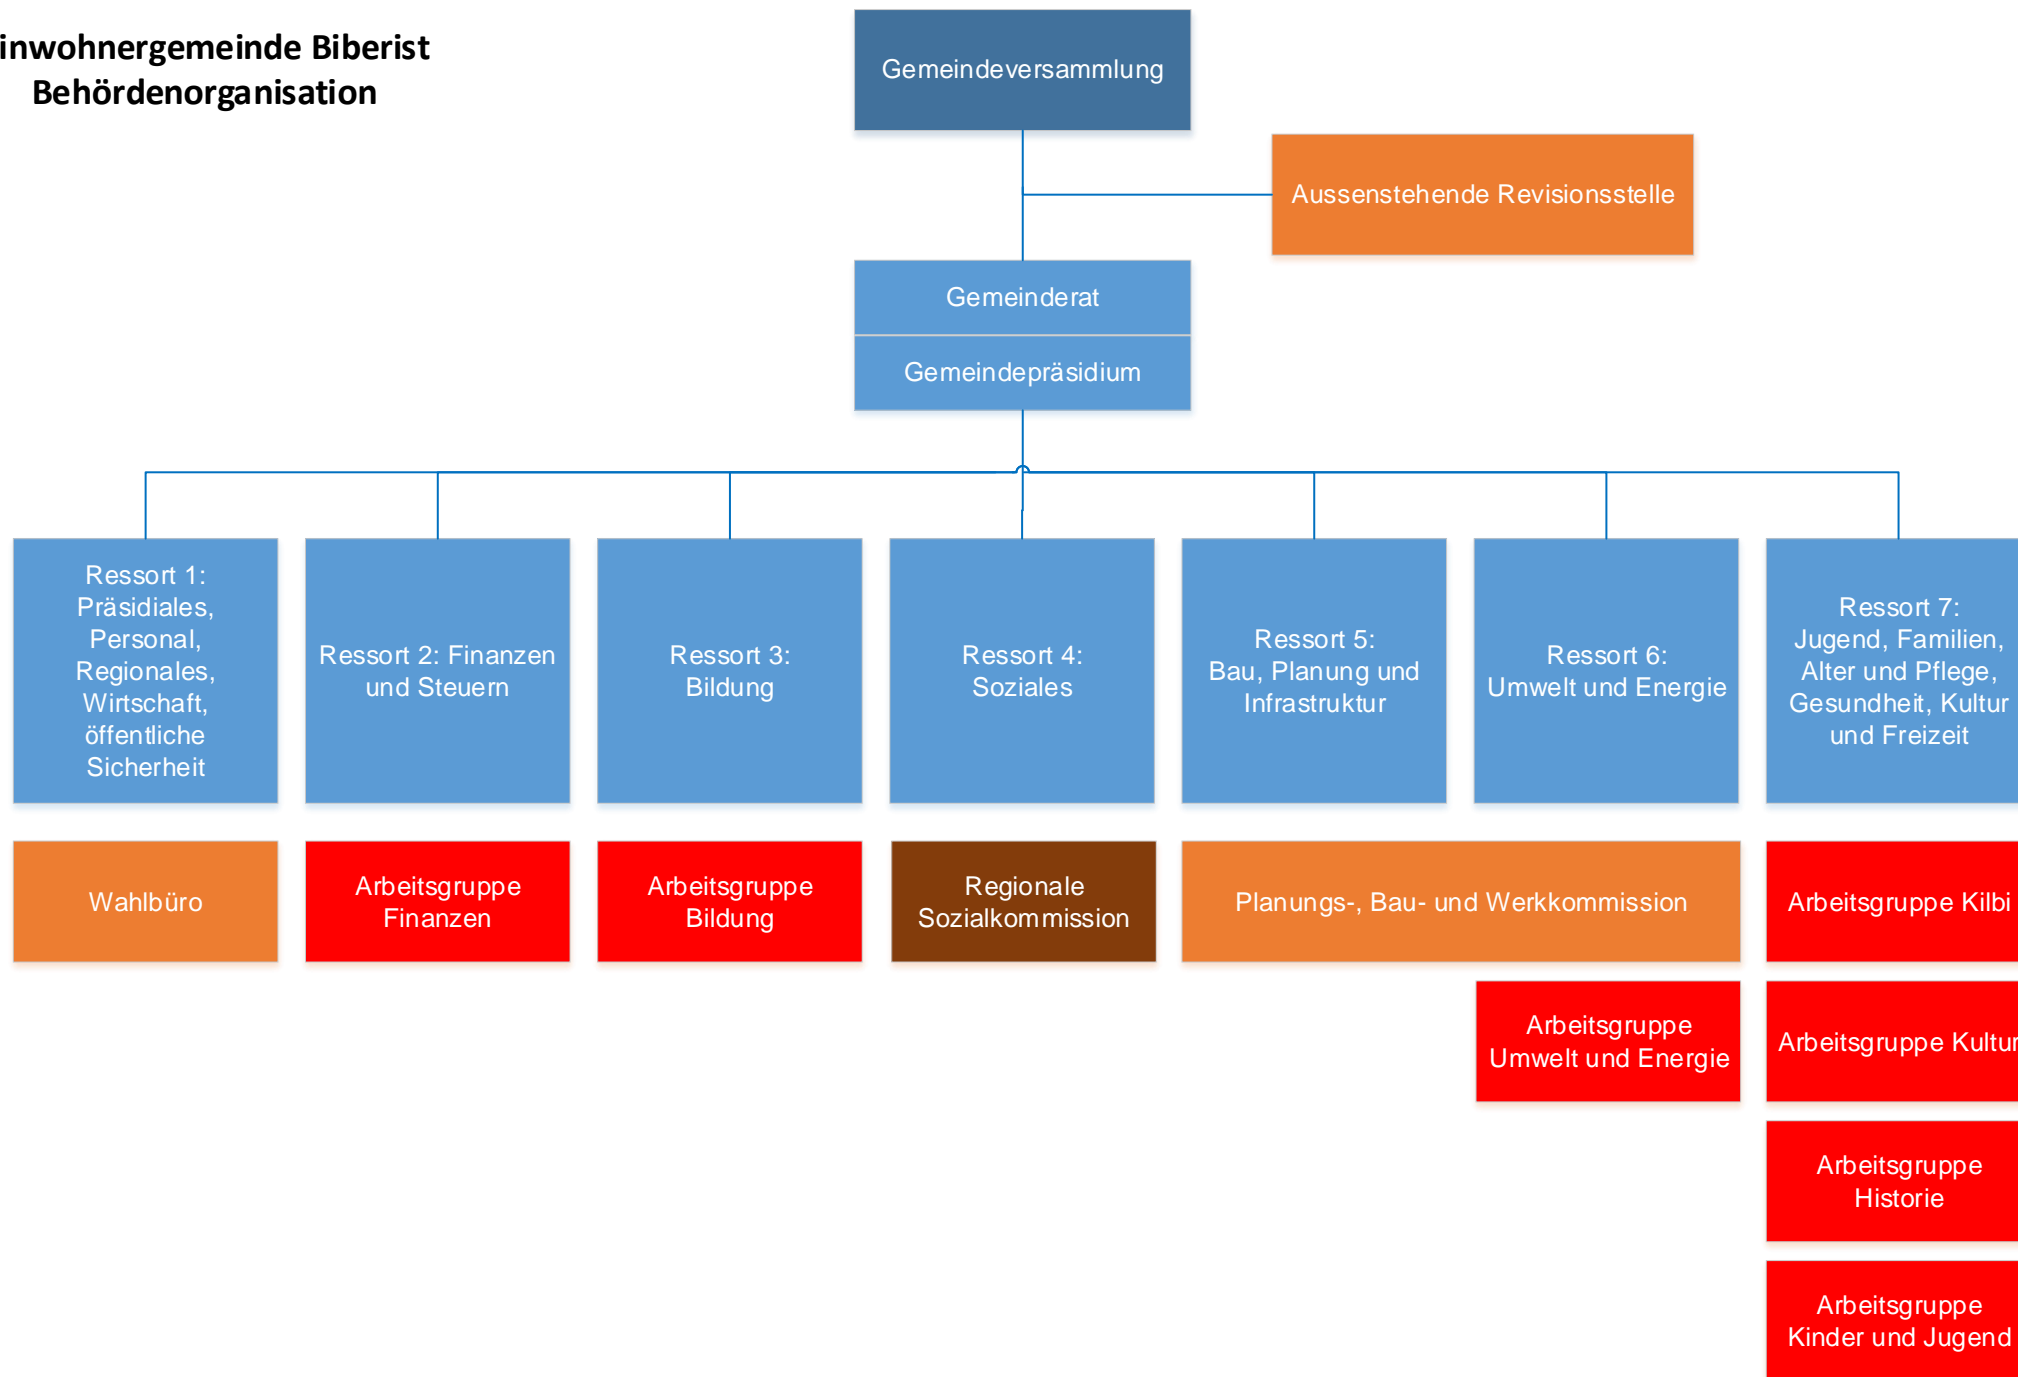 inwohnergemeinde Biberist
Behördenorganisation
Gemeindeversammlung
Aussenstehende Revisionsstelle
Gemeinderat
Gemeindepräsidium
Ressort 1:
Präsidiales,
Personal,
Regionales,
Wirtschaft,
öffentliche
Sicherheit
Ressort 2: Finanzen
und Steuern
Ressort 3:
Bildung
Ressort 4:
Soziales
Ressort 5:
Bau, Planung und
Infrastruktur
Ressort 6:
Umwelt und Energie
Ressort 7:
Jugend, Familien,
Alter und Pflege,
Gesundheit, Kultur
und Freizeit
Wahlbüro
Arbeitsgruppe
Finanzen
Arbeitsgruppe
Bildung
Regionale
Sozialkommission
Planungs-, Bau- und Werkkommission
Arbeitsgruppe Kilbi
Arbeitsgruppe
Umwelt und Energie
Arbeitsgruppe Kultur
Arbeitsgruppe
Historie
Arbeitsgruppe
Kinder und Jugend